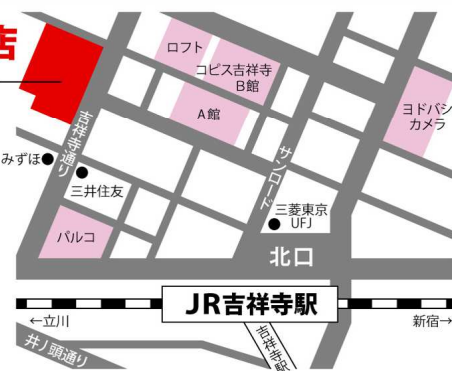 店
ロフト
コピス吉祥寺
B館
A館
ヨドバシ
カメラ
吉祥寺通り
サンロード
みずほ
三井住友
三菱東京
UFJ
パルコ
北口
JR吉祥寺駅
←立川
新宿→
吉祥寺駅
井ノ頭通り